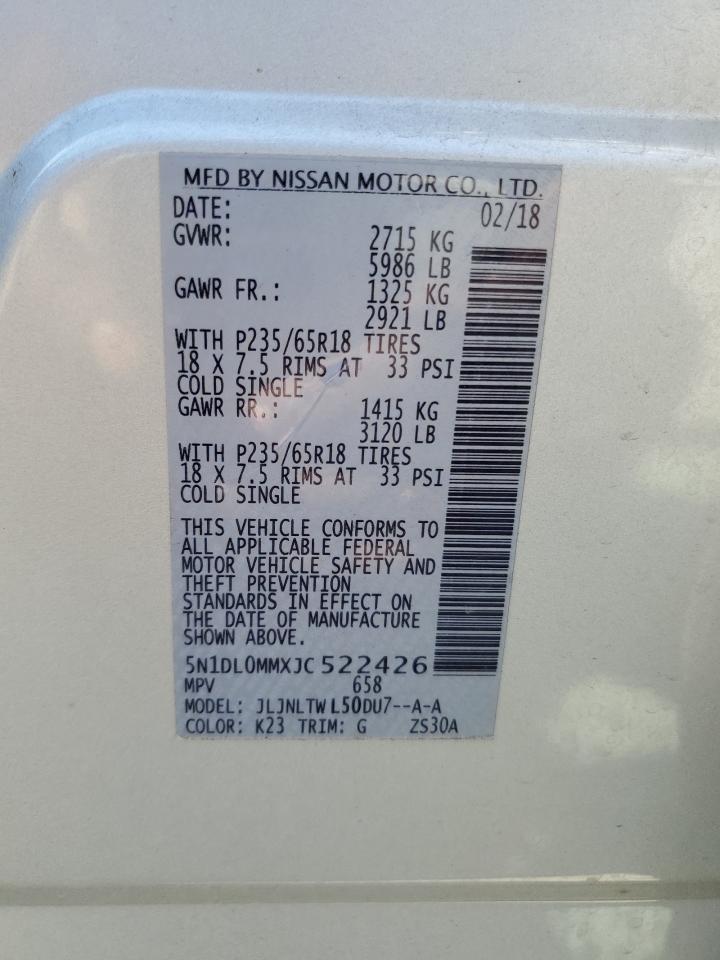 MFD BY NISSAN MOTOR CO., LTD.
DATE: 02/18
GVWR: 2715 KG
5986 LB
GAWR FR.: 1325 KG
2921 LB
WITH P235/65R18 TIRES
18 X 7.5 RIMS AT 33 PSI
COLD SINGLE
GAWR RR.: 1415 KG
3120 LB
WITH P235/65R18 TIRES
18 X 7.5 RIMS AT 33 PSI
COLD SINGLE
THIS VEHICLE CONFORMS TO
ALL APPLICABLE FEDERAL
MOTOR VEHICLE SAFETY AND
THEFT PREVENTION
STANDARDS IN EFFECT ON
THE DATE OF MANUFACTURE
SHOWN ABOVE.
5N1DL0MMXJC522426
MPV 658
MODEL: JLJNLTWL50DU7--A-A
COLOR: K23 TRIM: G ZS30A